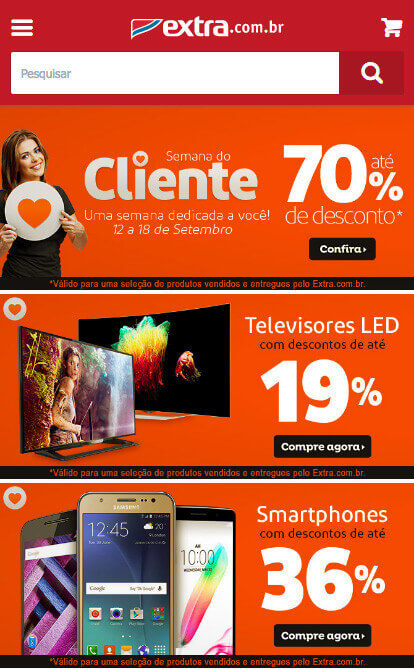 extra.com.br
Pesquisar
Semana do
Cliente
Uma semana dedicada a você!
12 a 18 de Setembro
até
70%
de desconto*
Confira
*Válido para uma seleção de produtos vendidos e entregues pelo Extra.com.br.
Televisores LED
com descontos de até
19%
Compre agora
*Válido para uma seleção de produtos vendidos e entregues pelo Extra.com.br.
Smartphones
com descontos de até
36%
Compre agora
SAMSUNG
Google
*Válido para uma seleção de produtos vendidos e entregues pelo Extra.com.br.